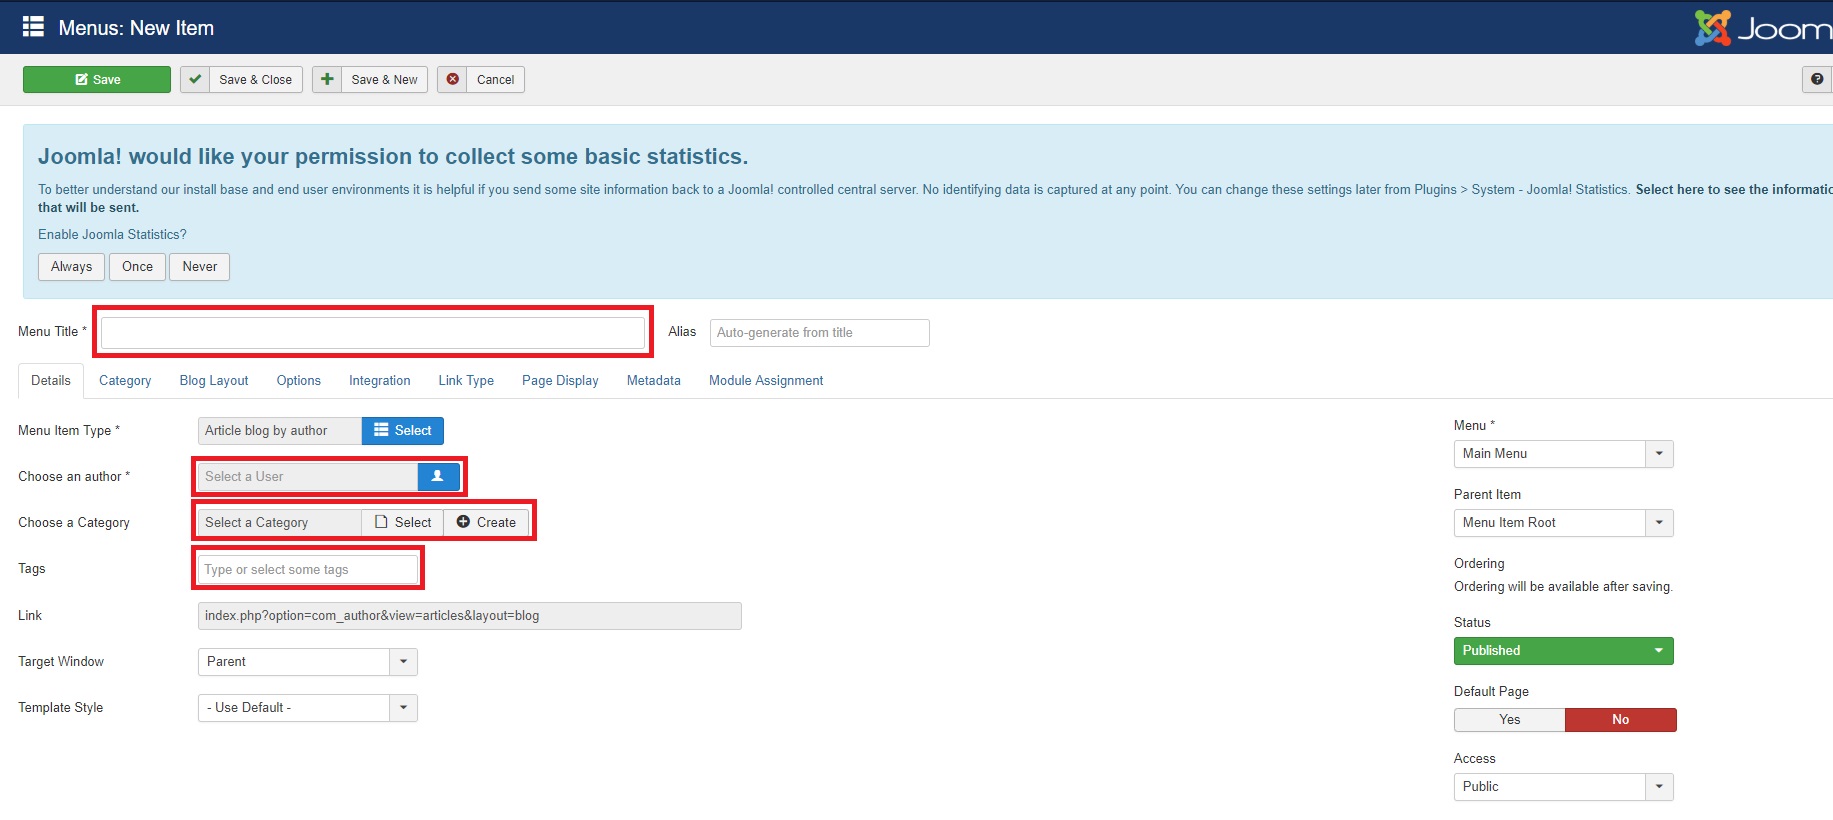 Menus: New Item
Joom
Save
Save & Close
Save & New
Cancel
?
Joomla! would like your permission to collect some basic statistics.
To better understand our install base and end user environments it is helpful if you send some site information back to a Joomla! controlled central server. No identifying data is captured at any point. You can change these settings later from Plugins > System - Joomla! Statistics. Select here to see the informatio
that will be sent.
Enable Joomla Statistics?
Always Once Never
Menu Title *
Alias Auto-generate from title
Details Category Blog Layout Options Integration Link Type Page Display Metadata Module Assignment
Menu Item Type * Article blog by author Select
Choose an author * Select a User
Choose a Category Select a Category Select Create
Tags Type or select some tags
Link index.php?option=com_author&view=articles&layout=blog
Target Window Parent
Template Style - Use Default -
Menu *
Main Menu
Parent Item
Menu Item Root
Ordering
Ordering will be available after saving.
Status
Published
Default Page
Yes No
Access
Public